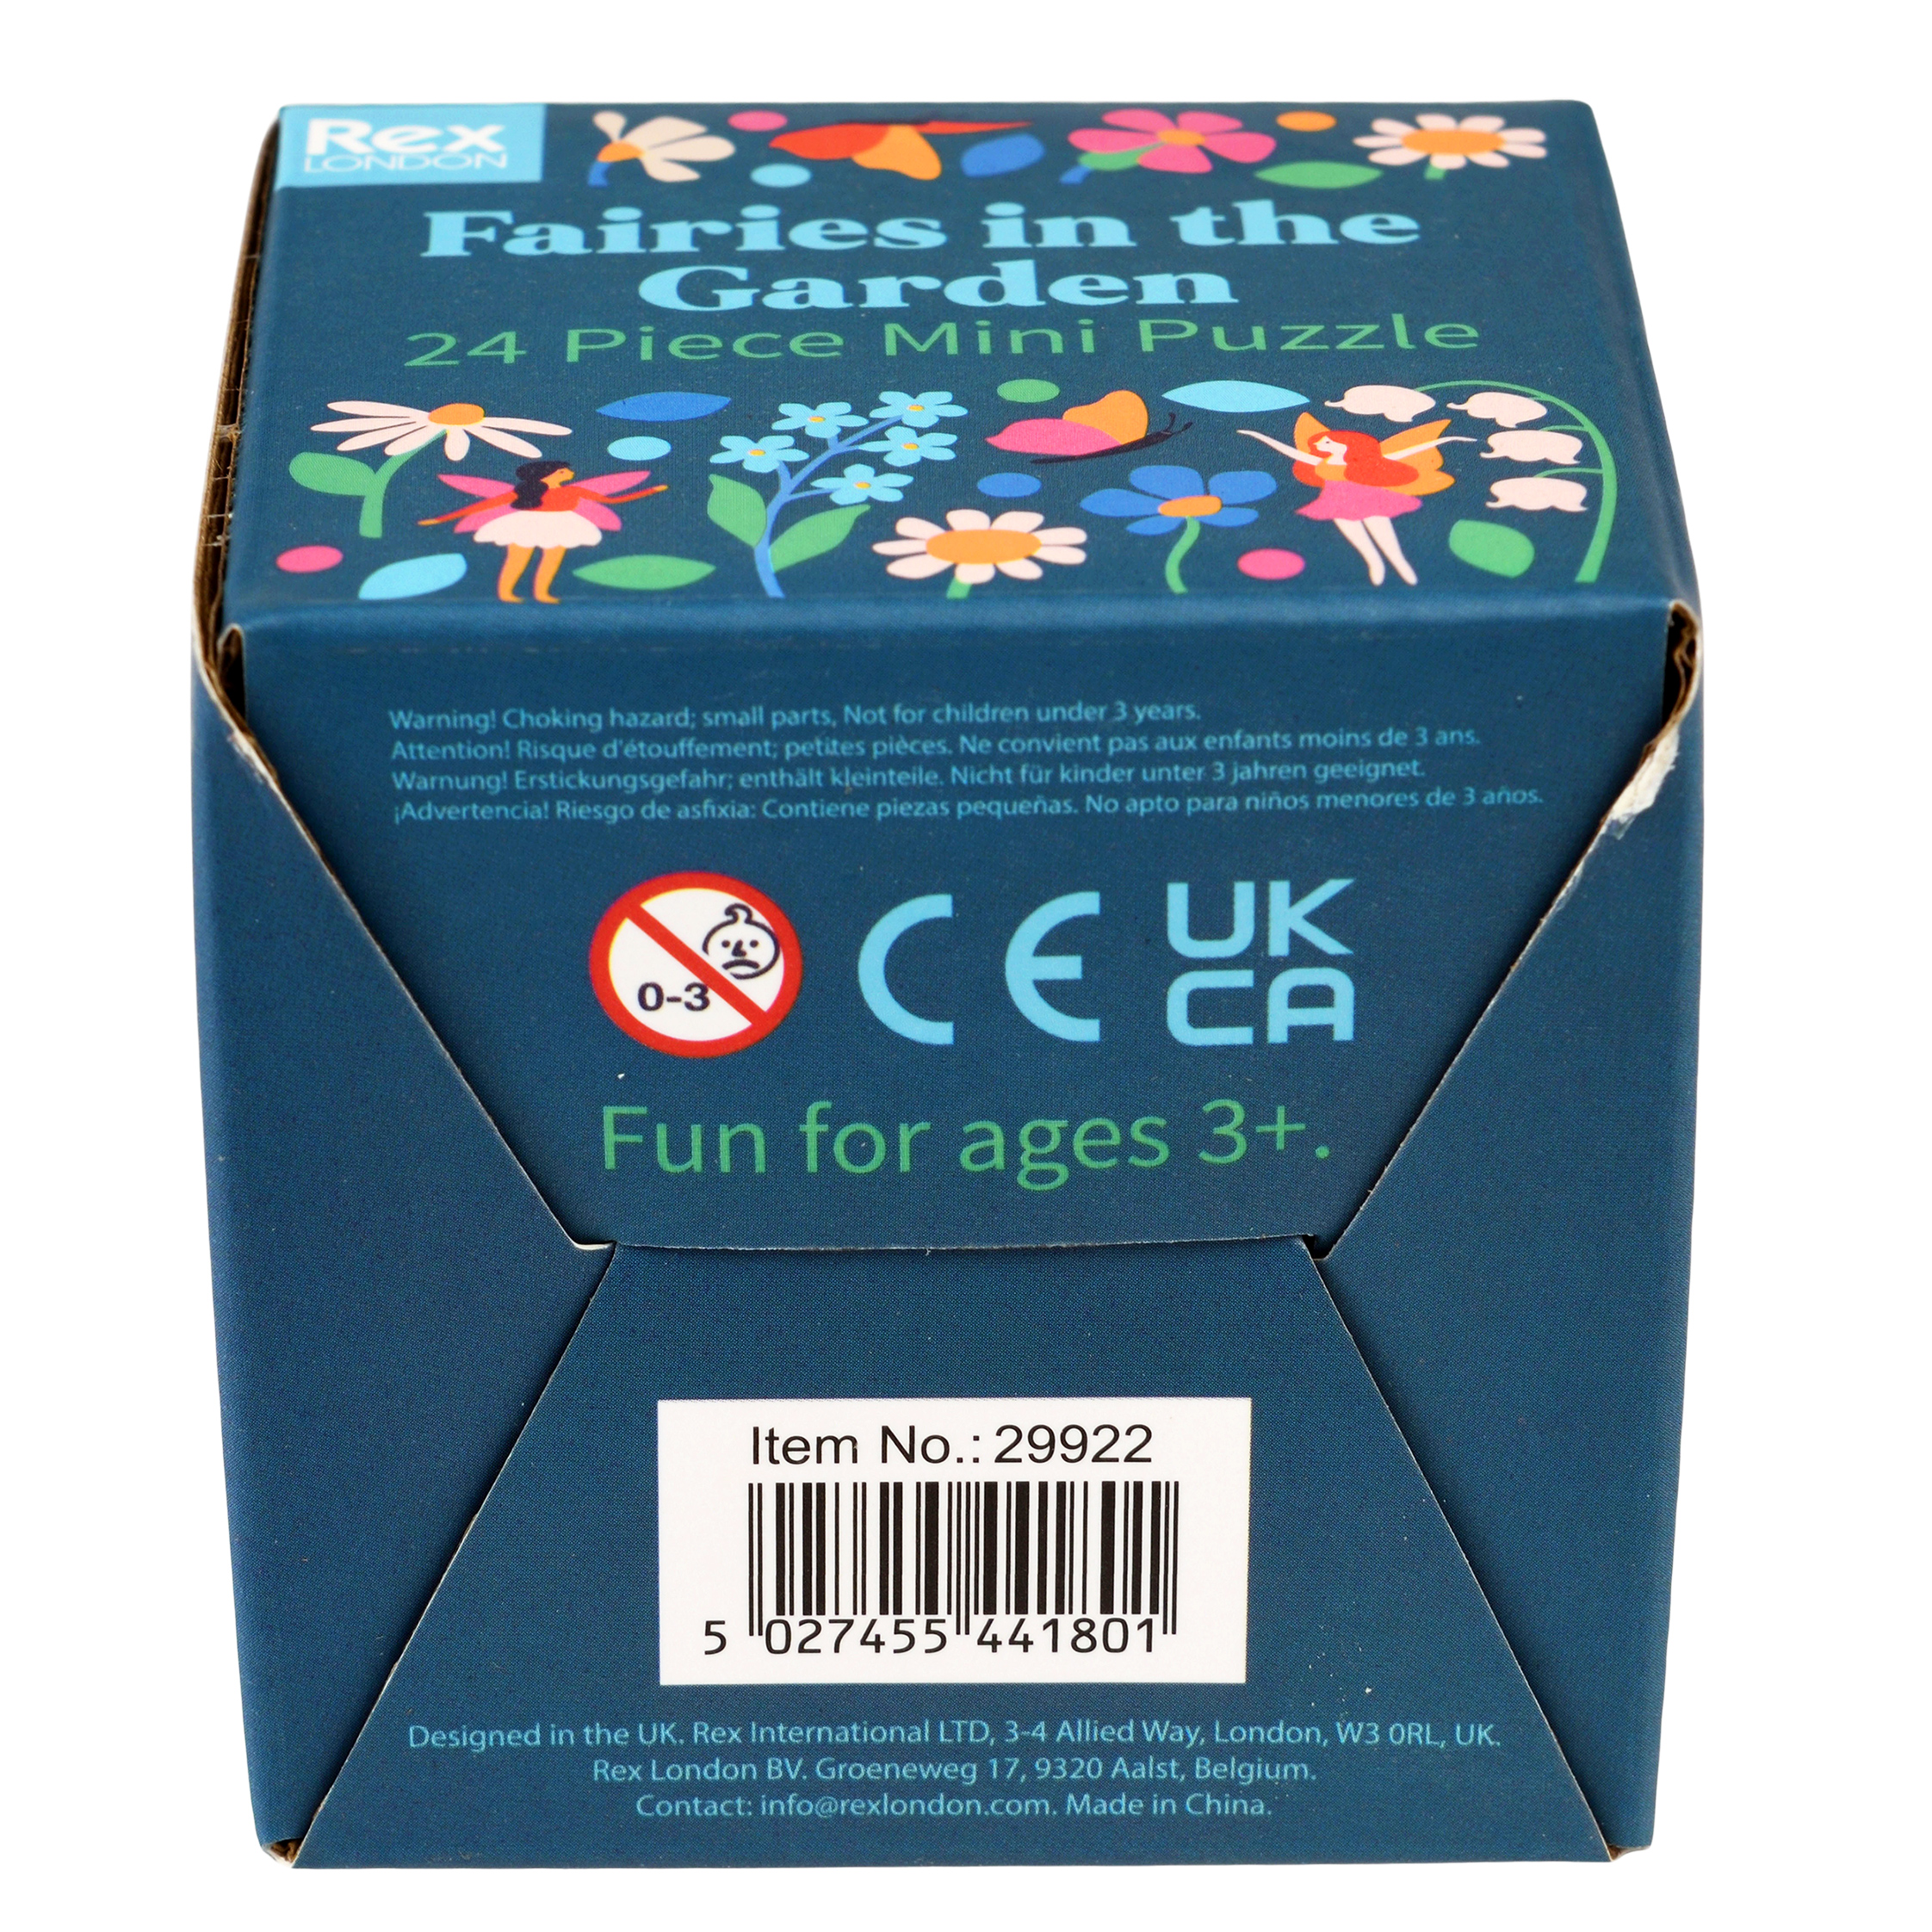 Rex
LONDON
Fairies in the
Garden
24 Piece Mini Puzzle
Warning! Choking hazard; small parts, Not for children under 3 years.
Attention! Risque d'étouffement; petites pièces. Ne convient pas aux enfants moins de 3 ans.
Warnung! Erstickungsgefahr; enthält kleinteile. Nicht für kinder unter 3 jahren geeignet.
¡Advertencia! Riesgo de asfixia: Contiene piezas pequeñas. No apto para niños menores de 3 años.
0-3
CE
UK
CA
Fun for ages 3+.
Item No.: 29922
5 027455 441801
Designed in the UK. Rex International LTD, 3-4 Allied Way, London, W3 0RL, UK.
Rex London BV. Groeneweg 17, 9320 Aalst, Belgium.
Contact: info@rexlondon.com. Made in China.